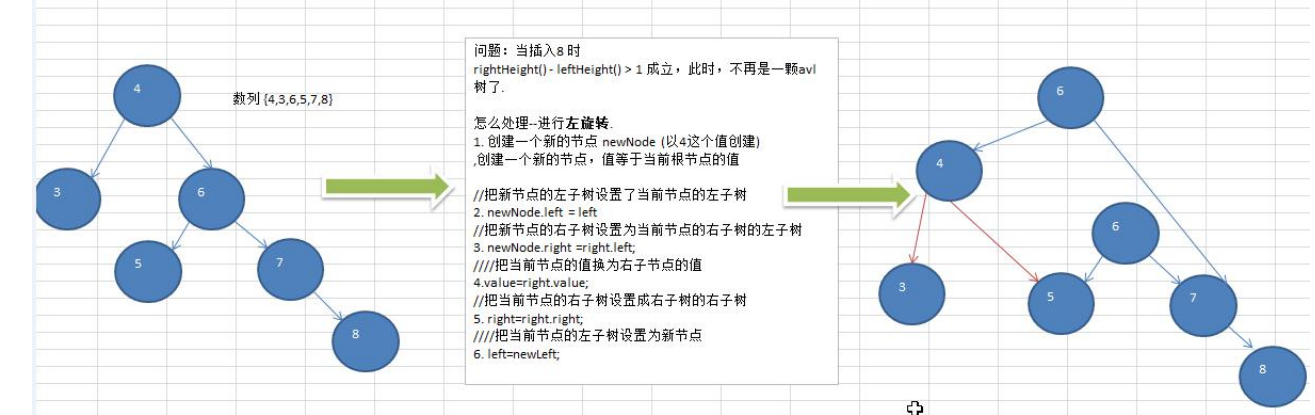 4
数列 {4,3,6,5,7,8}
3
6
5
7
8
问题：当插入8 时
rightHeight() - leftHeight() > 1 成立，此时，不再是一颗avl
树了.
怎么处理--进行左旋转.
1. 创建一个新的节点 newNode (以4这个值创建)
,创建一个新的节点，值等于当前根节点的值
//把新节点的左子树设置了当前节点的左子树
2. newNode.left = left
//把新节点的右子树设置为当前节点的右子树的左子树
3. newNode.right =right.left;
////把当前节点的值换为右子节点的值
4.value=right.value;
//把当前节点的右子树设置成右子树的右子树
5. right=right.right;
////把当前节点的左子树设置为新节点
6. left=newLeft;
6
4
6
3
5
7
8